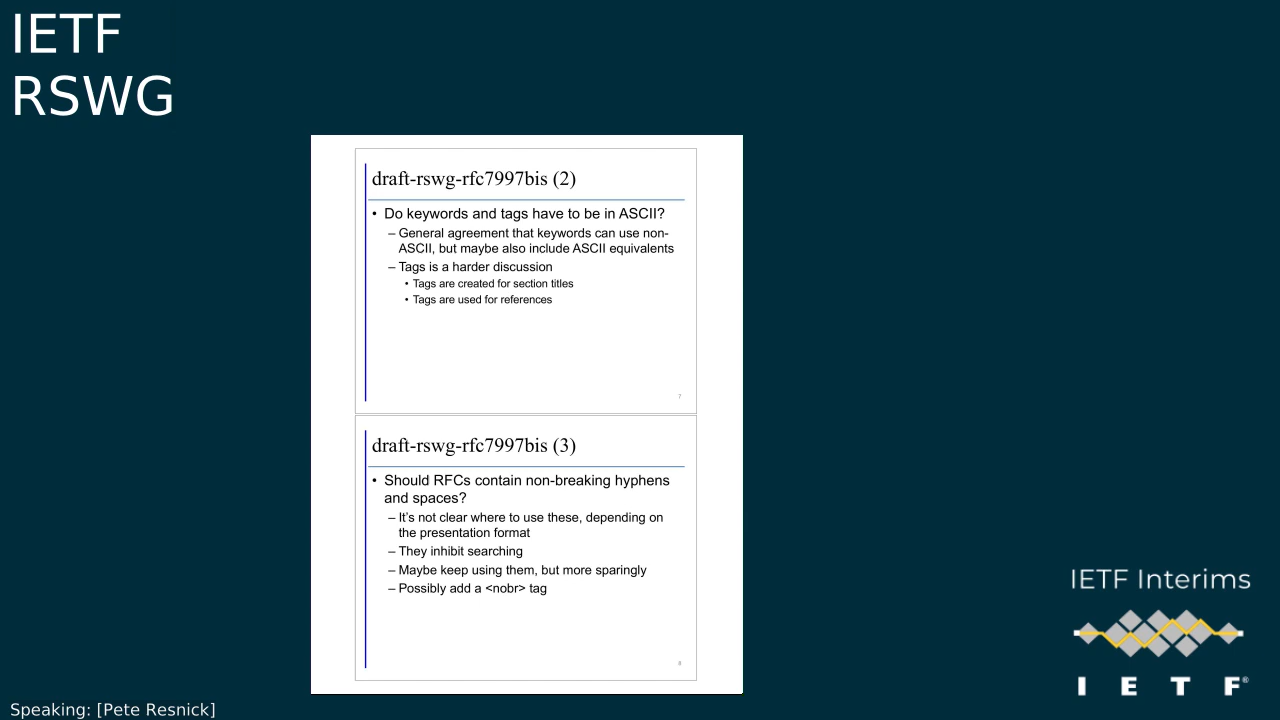 IETF
RSWG
draft-rswg-rfc7997bis (2)
• Do keywords and tags have to be in ASCII?
– General agreement that keywords can use non-
ASCII, but maybe also include ASCII equivalents
– Tags is a harder discussion
• Tags are created for section titles
• Tags are used for references
7
draft-rswg-rfc7997bis (3)
• Should RFCs contain non-breaking hyphens
and spaces?
– It’s not clear where to use these, depending on
the presentation format
– They inhibit searching
– Maybe keep using them, but more sparingly
– Possibly add a <nobr> tag
8
IETF Interims
I E T F®
Speaking: [Pete Resnick]